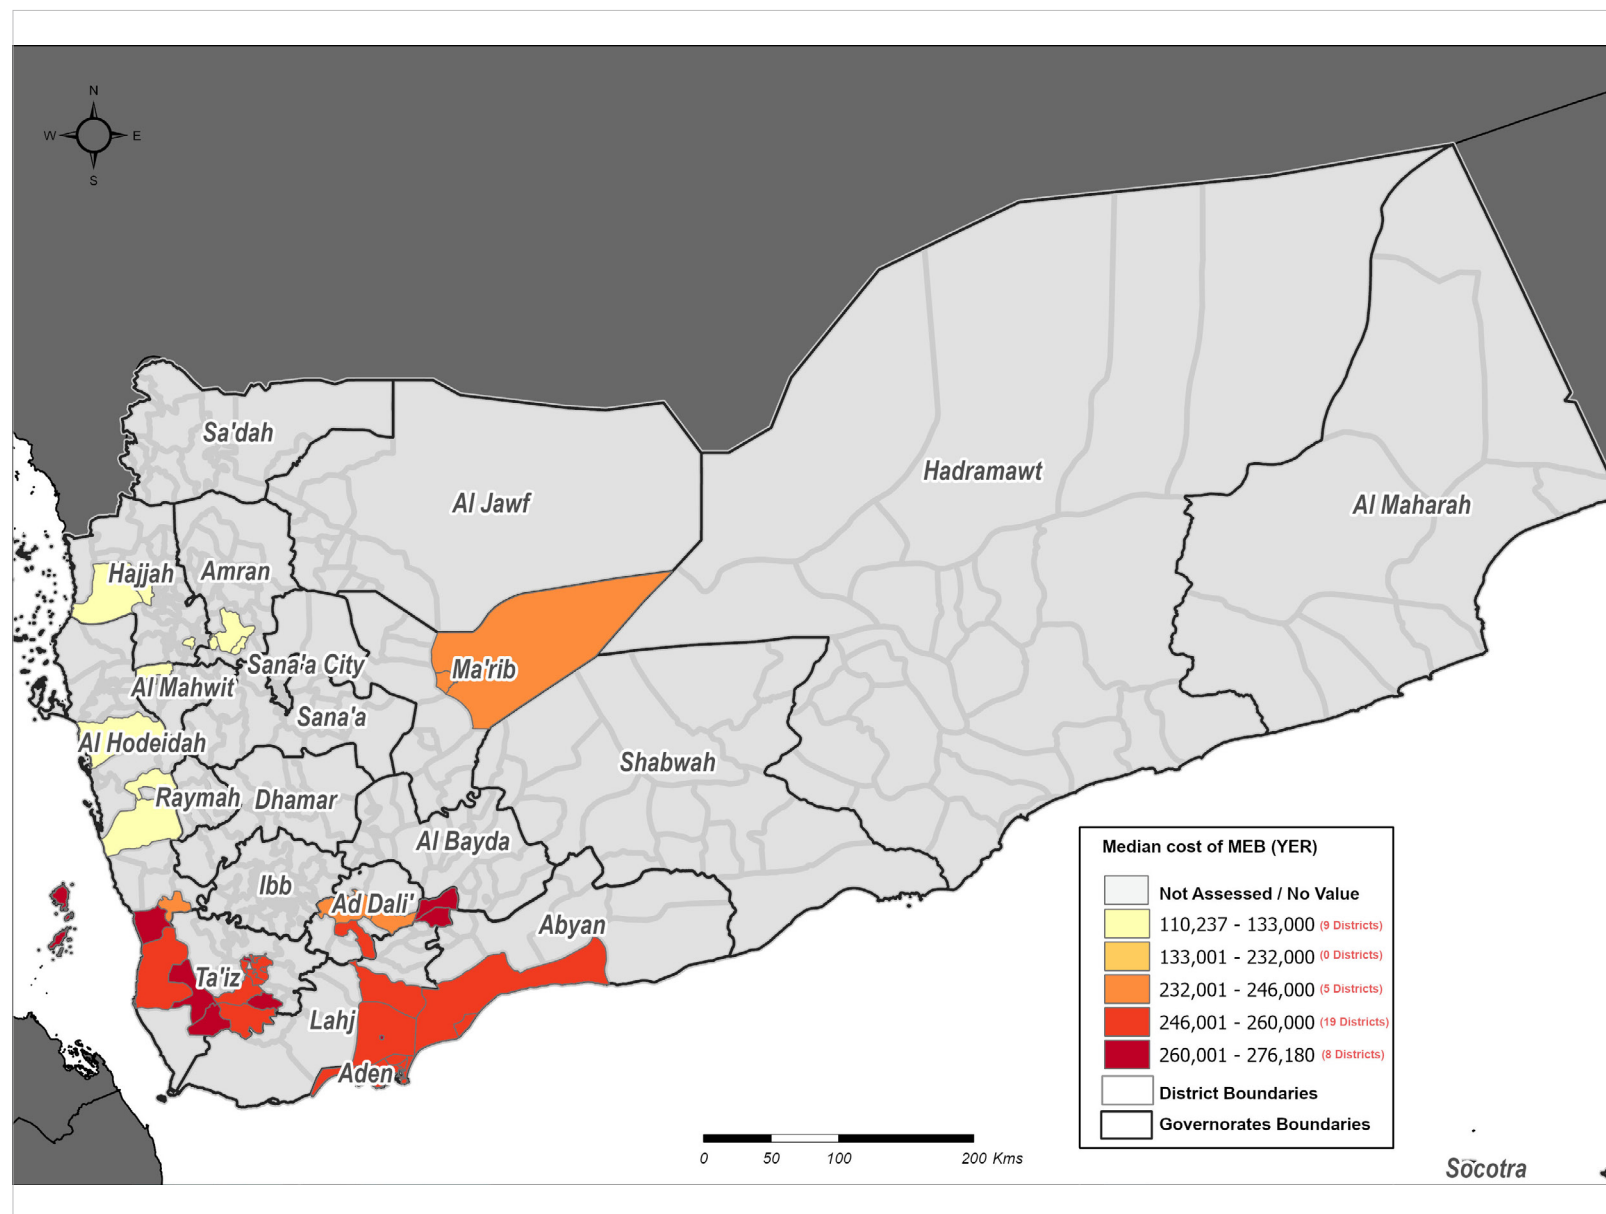 N
W E
S
Sa'dah
Al Jawf
Hadramawt
Al Maharah
Hajjah
Amran
Sana'a City
Ma'rib
Al Mahwit
Sana'a
Al Hodeidah
Shabwah
Raymah
Dhamar
Al Bayda
Ibb
Ad Dali'
Abyan
Ta'iz
Lahj
Aden
Socotra
Median cost of MEB (YER)
Not Assessed / No Value
110,237 - 133,000 (9 Districts)
133,001 - 232,000 (0 Districts)
232,001 - 246,000 (5 Districts)
246,001 - 260,000 (19 Districts)
260,001 - 276,180 (8 Districts)
District Boundaries
Governorates Boundaries
0 50 100 200 Kms